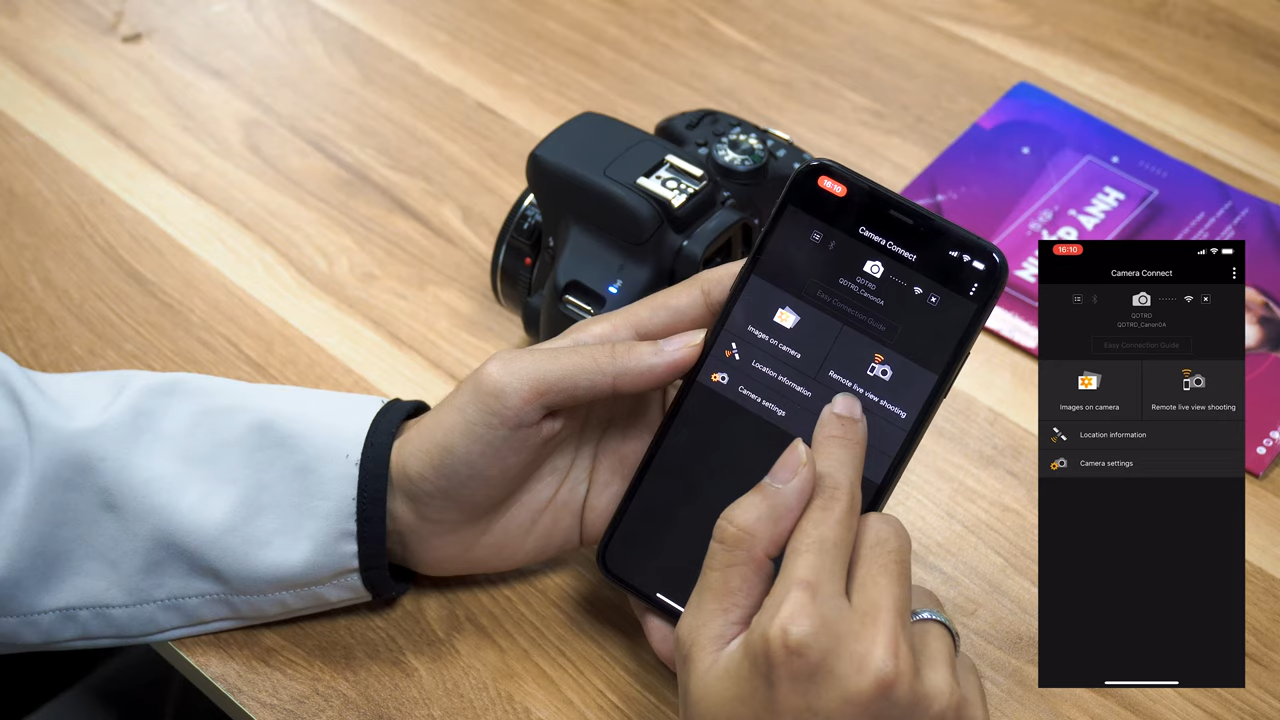 16:10
Camera Connect
QDTRD
QDTRD_Canon0A
Easy Connection Guide
Images on camera
Remote live view shooting
Location information
Camera settings
ẢNH
16:10
Camera Connect
QDTRD
QDTRD_Canon0A
Easy Connection Guide
Images on camera
Remote live view shooting
Location information
Camera settings